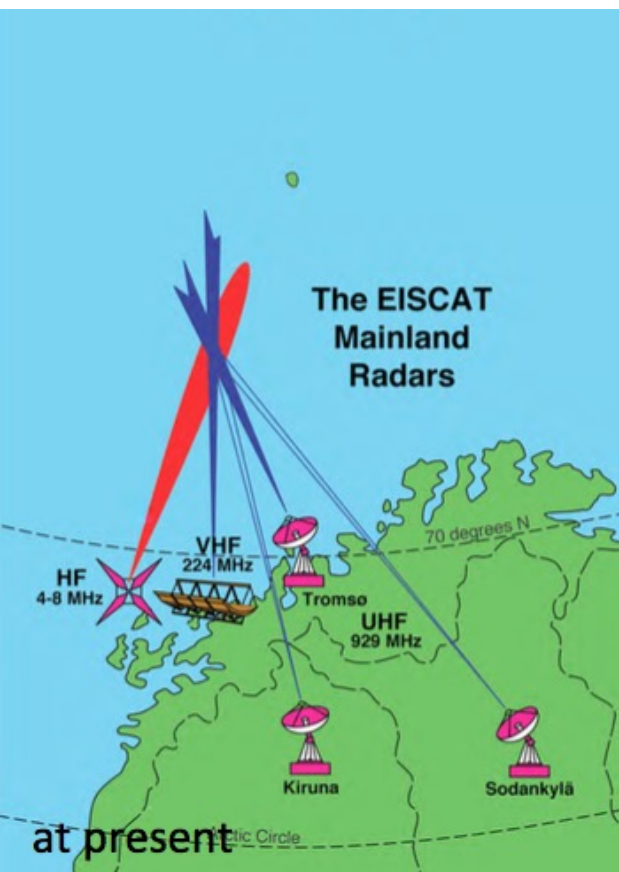 The EISCAT
Mainland
Radars
70 degrees N
VHF
224 MHz
HF
4-8 MHz
Tromsø
UHF
929 MHz
Kiruna
Sodankylä
at present
Circle